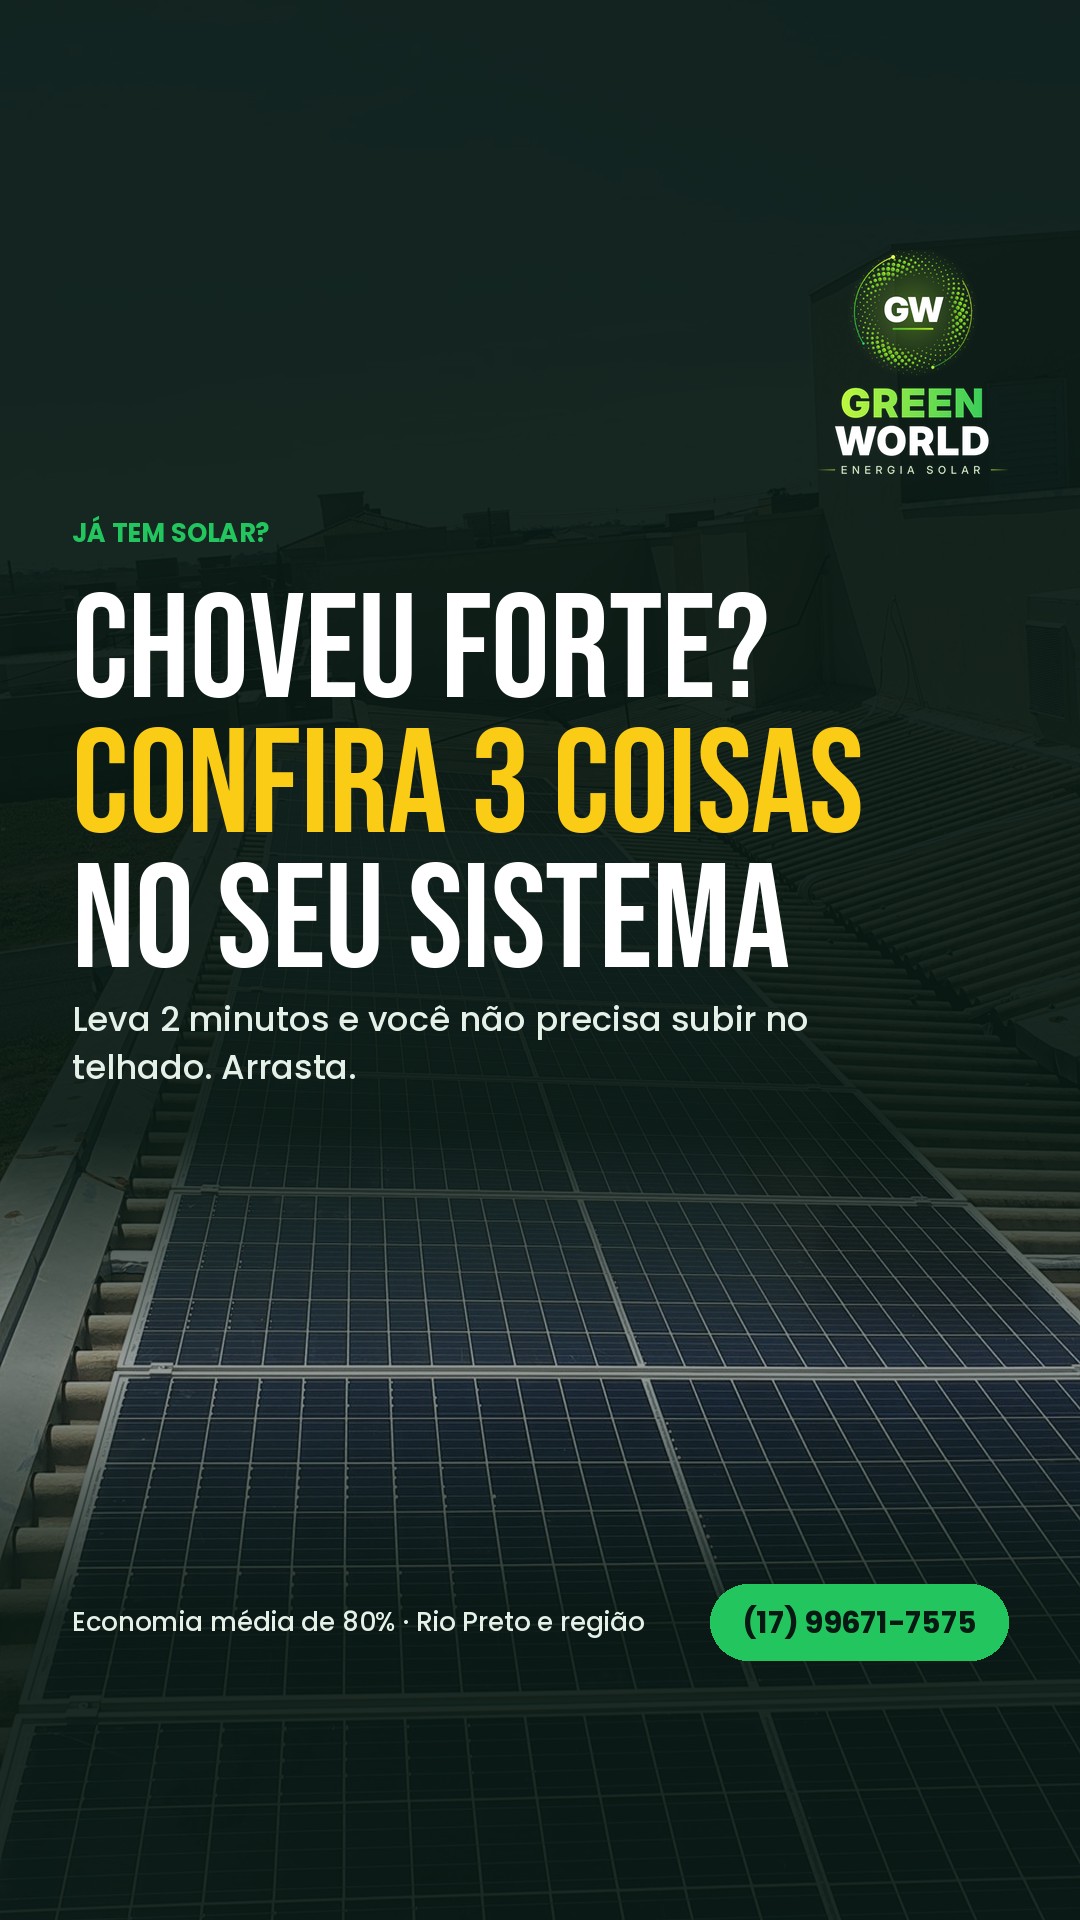 GW
GREEN
WORLD
ENERGIA SOLAR
JÁ TEM SOLAR?
CHOVEU FORTE?
CONFIRA 3 COISAS
NO SEU SISTEMA
Leva 2 minutos e você não precisa subir no
telhado. Arrasta.
Economia média de 80% · Rio Preto e região
(17) 99671-7575